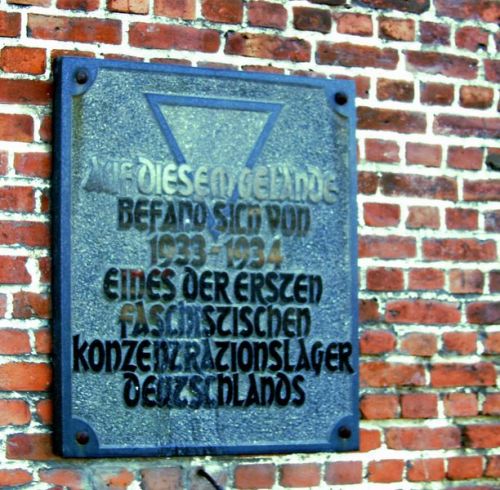 AUF DIESEM GELÄNDE
BEFAND SICH VON
1933-1934
EINES DER ERSTEN
FASCHISTISCHEN
KONZENTRATIONSLAGER
DEUTSCHLANDS